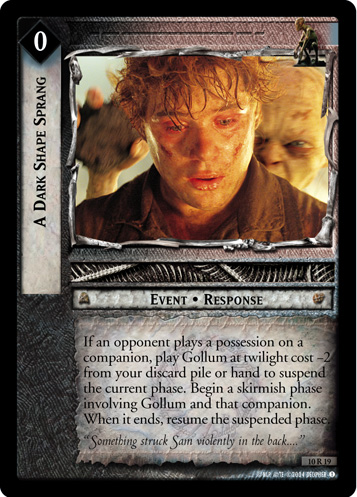 0
A Dark Shape Sprang
Event • Response
If an opponent plays a possession on a
companion, play Gollum at twilight cost –2
from your discard pile or hand to suspend
the current phase. Begin a skirmish phase
involving Gollum and that companion.
When it ends, resume the suspended phase.
"Something struck Sam violently in the back...."
10 R 19